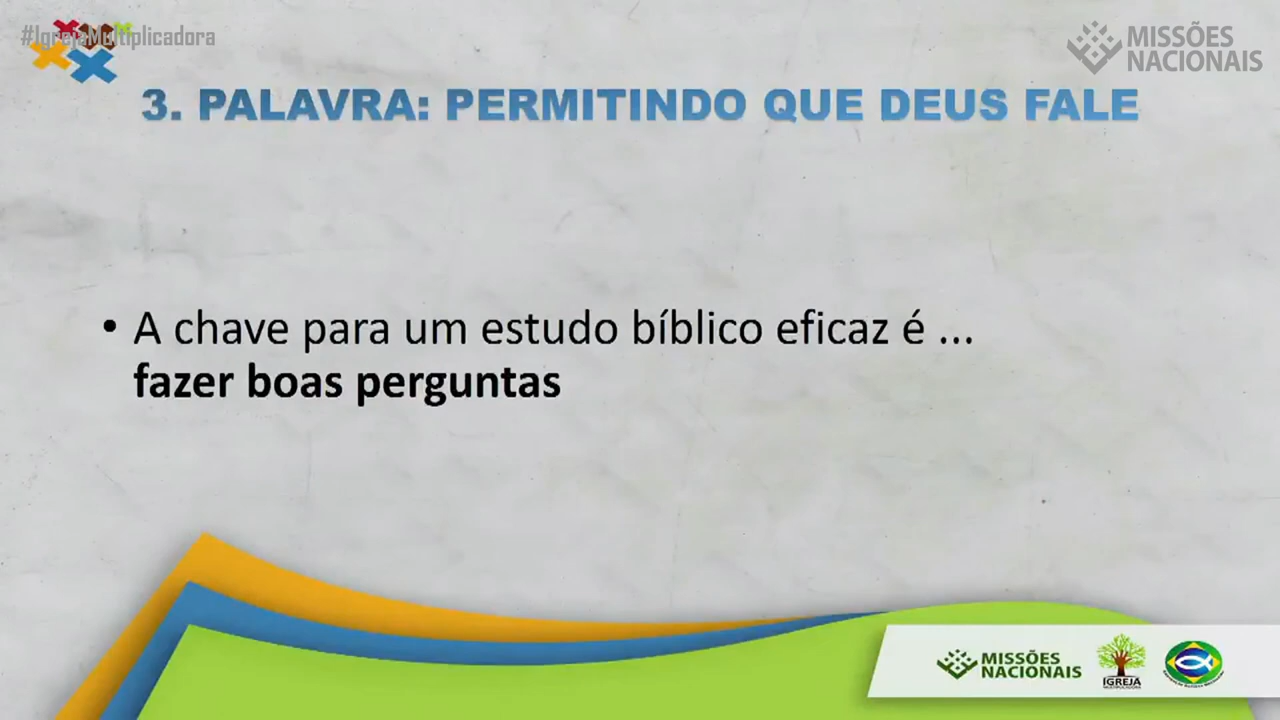 #IgrejaMultiplicadora
MISSÕES
NACIONAIS
3. PALAVRA: PERMITINDO QUE DEUS FALE
• A chave para um estudo bíblico eficaz é ...
fazer boas perguntas
MISSÕES
NACIONAIS
IGREJA
MULTIPLICADORA